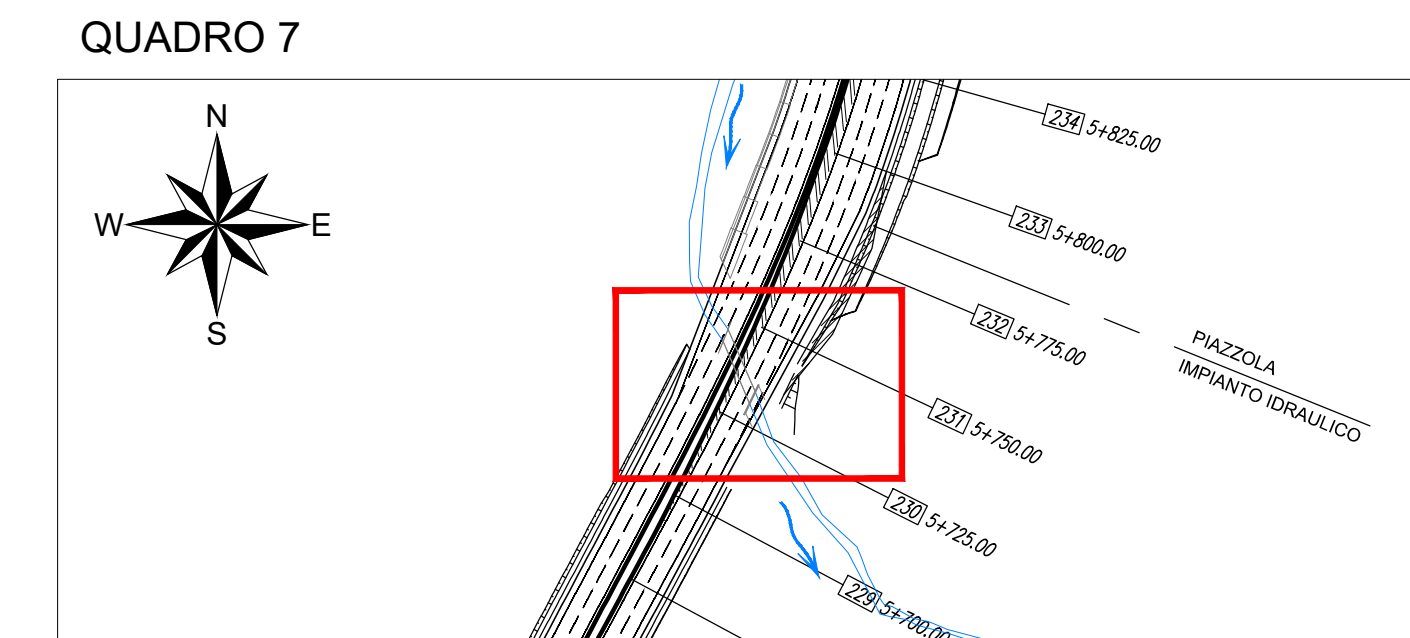 QUADRO 7
N
W
E
S
234 5+825.00
233 5+800.00
232 5+775.00
PIAZZOLA
IMPIANTO IDRAULICO
231 5+750.00
230 5+725.00
229 5+700.00